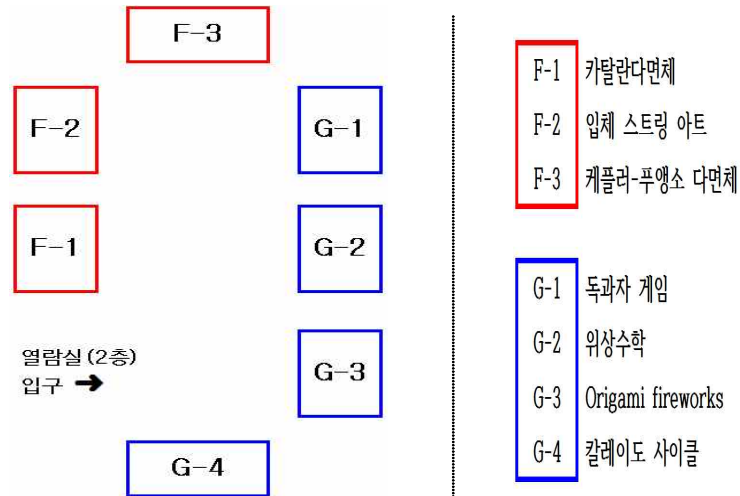 F-3
F-2
G-1
F-1
G-2
열람실(2층)
입구 ➔
G-3
G-4
F-1 카탈란다면체
F-2 입체 스트링 아트
F-3 케플러-푸앵소 다면체
G-1 독과자 게임
G-2 위상수학
G-3 Origami fireworks
G-4 칼레이도 사이클